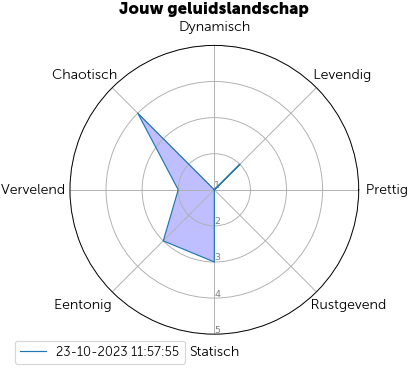 Jouw geluidslandschap
Dynamisch
Chaotisch
Levendig
Vervelend
1
Prettig
2
3
Eentonig
4
Rustgevend
5
23-10-2023 11:57:55
Statisch